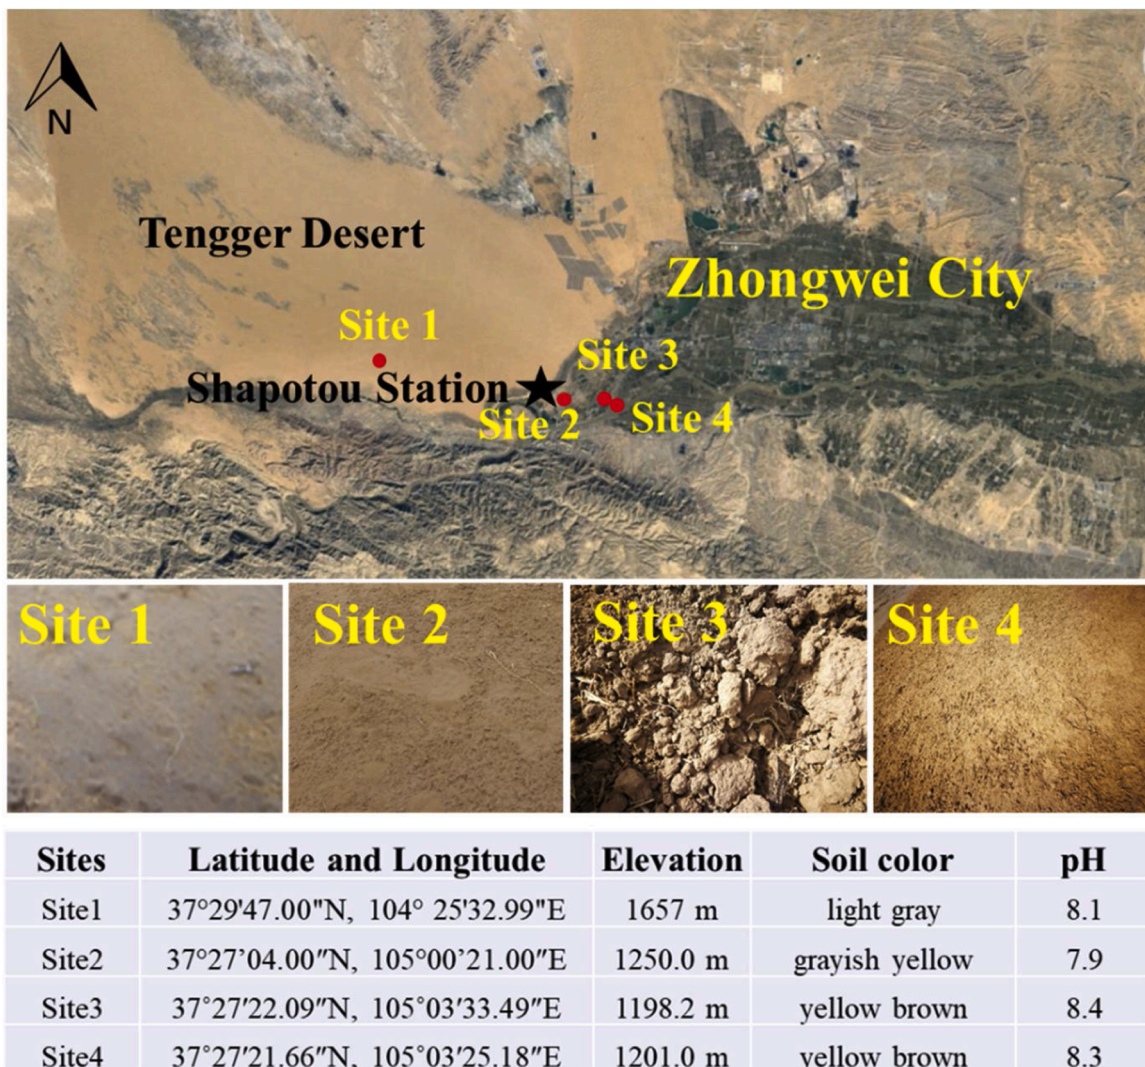 N
Tengger Desert
Zhongwei City
Site 1
Site 3
Shapotou Station
Site 2
Site 4
Site 1
Site 2
Site 3
Site 4
Sites Latitude and Longitude Elevation Soil color pH
Site1 37°29'47.00"N, 104° 25'32.99"E 1657 m light gray 8.1
Site2 37°27′04.00″N, 105°00’21.00″E 1250.0 m grayish yellow 7.9
Site3 37°27′22.09″N, 105°03′33.49″E 1198.2 m yellow brown 8.4
Site4 37°27′21.66″N, 105°03′25.18″E 1201.0 m yellow brown 8.3